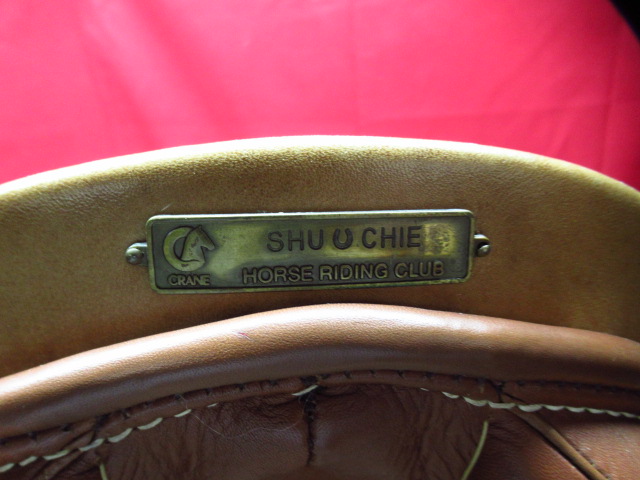 SHU CHIE
HORSE RIDING CLUB
CRANE